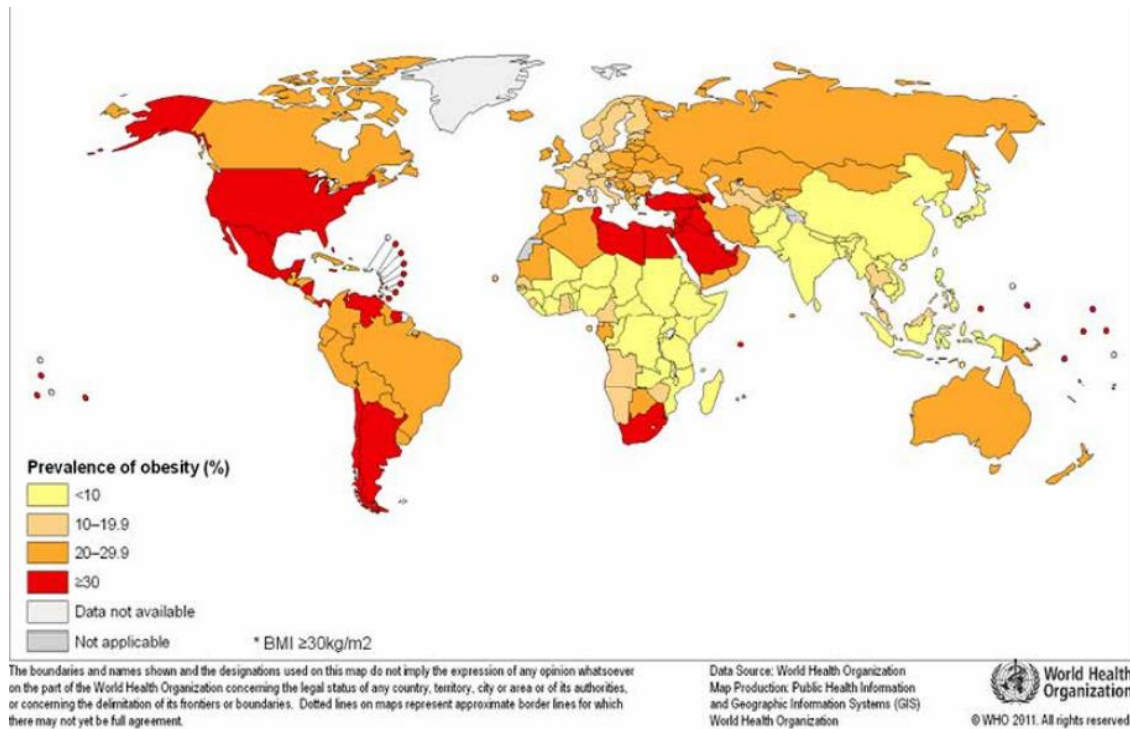 Prevalence of obesity (%)
<10
10–19.9
20–29.9
≥30
Data not available
Not applicable
* BMI ≥30kg/m2
The boundaries and names shown and the designations used on this map do not imply the expression of any opinion whatsoever
on the part of the World Health Organization concerning the legal status of any country, territory, city or area or of its authorities,
or concerning the delimitation of its frontiers or boundaries. Dotted lines on maps represent approximate border lines for which
there may not yet be full agreement.
Data Source: World Health Organization
Map Production: Public Health Information
and Geographic Information Systems (GIS)
World Health Organization
World Health
Organization
© WHO 2011. All rights reserved